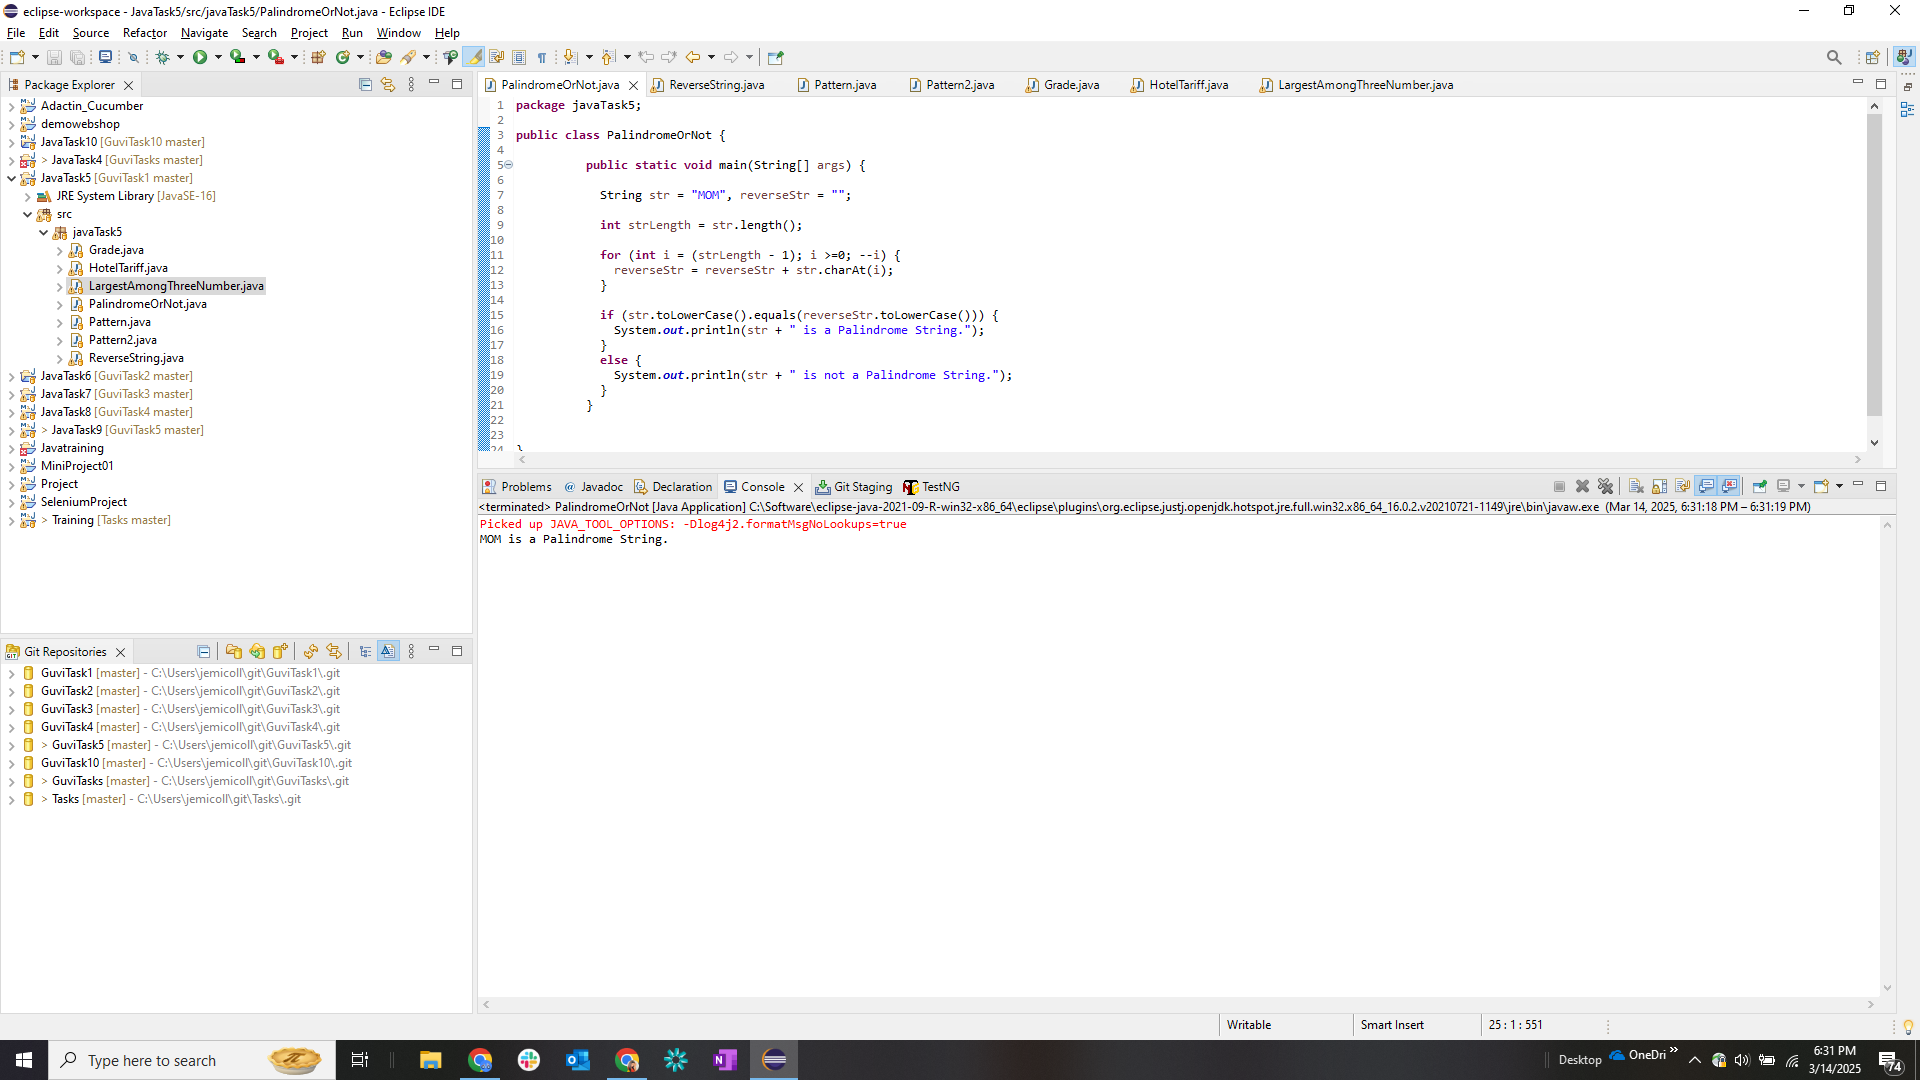 eclipse-workspace - JavaTask5/src/javaTask5/PalindromeOrNot.java - Eclipse IDE
File Edit Source Refactor Navigate Search Project Run Window Help
Package Explorer
Adactin_Cucumber
demowebshop
JavaTask10 [GuviTask10 master]
> JavaTask4 [GuviTasks master]
JavaTask5 [GuviTask1 master]
JRE System Library [JavaSE-16]
src
javaTask5
Grade.java
HotelTariff.java
LargestAmongThreeNumber.java
PalindromeOrNot.java
Pattern.java
Pattern2.java
ReverseString.java
JavaTask6 [GuviTask2 master]
JavaTask7 [GuviTask3 master]
JavaTask8 [GuviTask4 master]
> JavaTask9 [GuviTask5 master]
Javatraining
MiniProject01
Project
SeleniumProject
> Training [Tasks master]
Git Repositories
GuviTask1 [master] - C:\Users\jemicoll\git\GuviTask1\.git
GuviTask2 [master] - C:\Users\jemicoll\git\GuviTask2\.git
GuviTask3 [master] - C:\Users\jemicoll\git\GuviTask3\.git
GuviTask4 [master] - C:\Users\jemicoll\git\GuviTask4\.git
> GuviTask5 [master] - C:\Users\jemicoll\git\GuviTask5\.git
GuviTask10 [master] - C:\Users\jemicoll\git\GuviTask10\.git
> GuviTasks [master] - C:\Users\jemicoll\git\GuviTasks\.git
> Tasks [master] - C:\Users\jemicoll\git\Tasks\.git
PalindromeOrNot.java ReverseString.java Pattern.java Pattern2.java Grade.java HotelTariff.java LargestAmongThreeNumber.java
1 package javaTask5;
2
3 public class PalindromeOrNot {
4
5 public static void main(String[] args) {
6
7 String str = "MOM", reverseStr = "";
8
9 int strLength = str.length();
10
11 for (int i = (strLength - 1); i >=0; --i) {
12 reverseStr = reverseStr + str.charAt(i);
13 }
14
15 if (str.toLowerCase().equals(reverseStr.toLowerCase())) {
16 System.out.println(str + " is a Palindrome String.");
17 }
18 else {
19 System.out.println(str + " is not a Palindrome String.");
20 }
21 }
22
23
24 }
Problems @ Javadoc Declaration Console Git Staging TestNG
<terminated> PalindromeOrNot [Java Application] C:\Software\eclipse-java-2021-09-R-win32-x86_64\eclipse\plugins\org.eclipse.justj.openjdk.hotspot.jre.full.win32.x86_64_16.0.2.v20210721-1149\jre\bin\javaw.exe (Mar 14, 2025, 6:31:18 PM – 6:31:19 PM)
Picked up JAVA_TOOL_OPTIONS: -Dlog4j2.formatMsgNoLookups=true
MOM is a Palindrome String.
Writable Smart Insert 25 : 1 : 551
Type here to search
Desktop OneDri
6:31 PM
3/14/2025
74